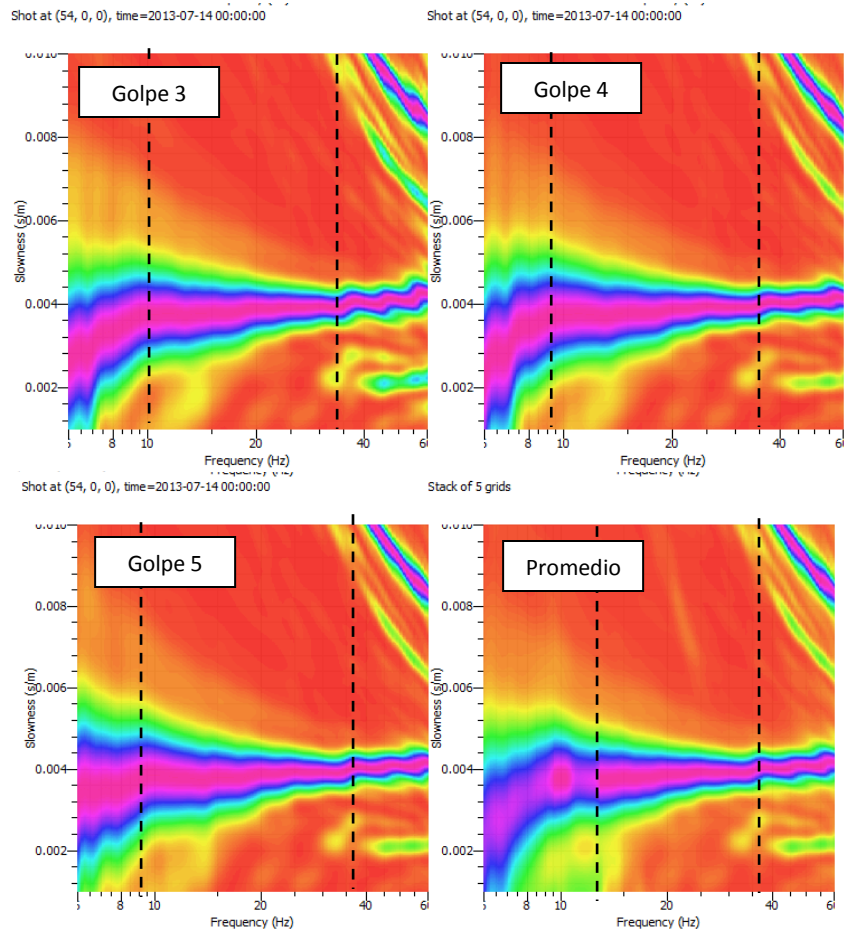 Shot at (54, 0, 0), time=2013-07-14 00:00:00
Shot at (54, 0, 0), time=2013-07-14 00:00:00
Golpe 3
0.008
0.006
0.004
0.002
Slowness (s/m)
8 10 20 40
Frequency (Hz)
Golpe 4
0.008
0.006
0.004
0.002
Slowness (s/m)
8 10 20 40
Frequency (Hz)
Shot at (54, 0, 0), time=2013-07-14 00:00:00
Stack of 5 grids
Golpe 5
0.008
0.006
0.004
0.002
Slowness (s/m)
8 10 20 40
Frequency (Hz)
Promedio
0.008
0.006
0.004
0.002
Slowness (s/m)
8 10 20 40
Frequency (Hz)